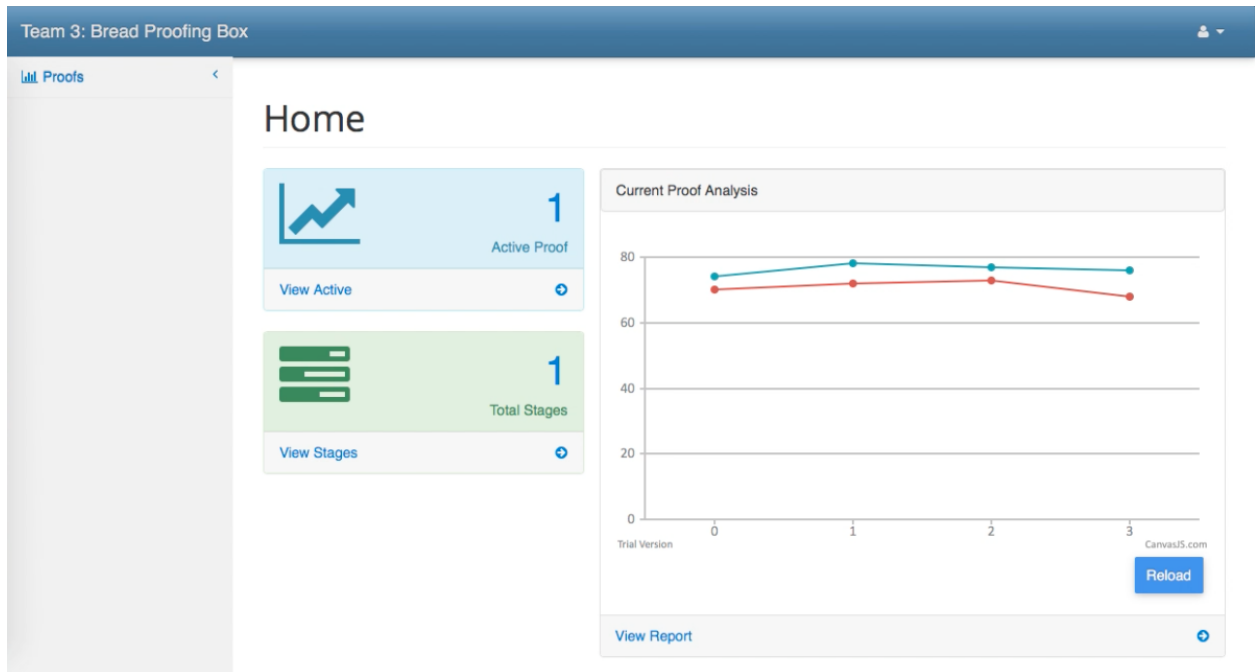 Team 3: Bread Proofing Box
Proofs
Home
1
Active Proof
View Active
1
Total Stages
View Stages
Current Proof Analysis
80
60
40
20
0
0 1 2 3
Trial Version CanvasJS.com
Reload
View Report